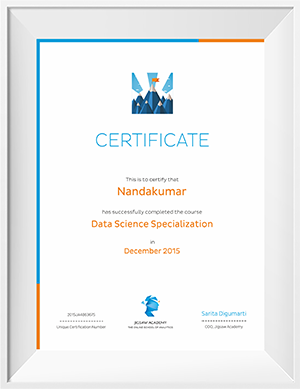 CERTIFICATE
This is to certify that
Nandakumar
has successfully completed the course
Data Science Specialization
in
December 2015
Unique Certification Number
JIGSAW ACADEMY
THE ONLINE SCHOOL OF ANALYTICS
Sarita Digumarti
COO, Jigsaw Academy